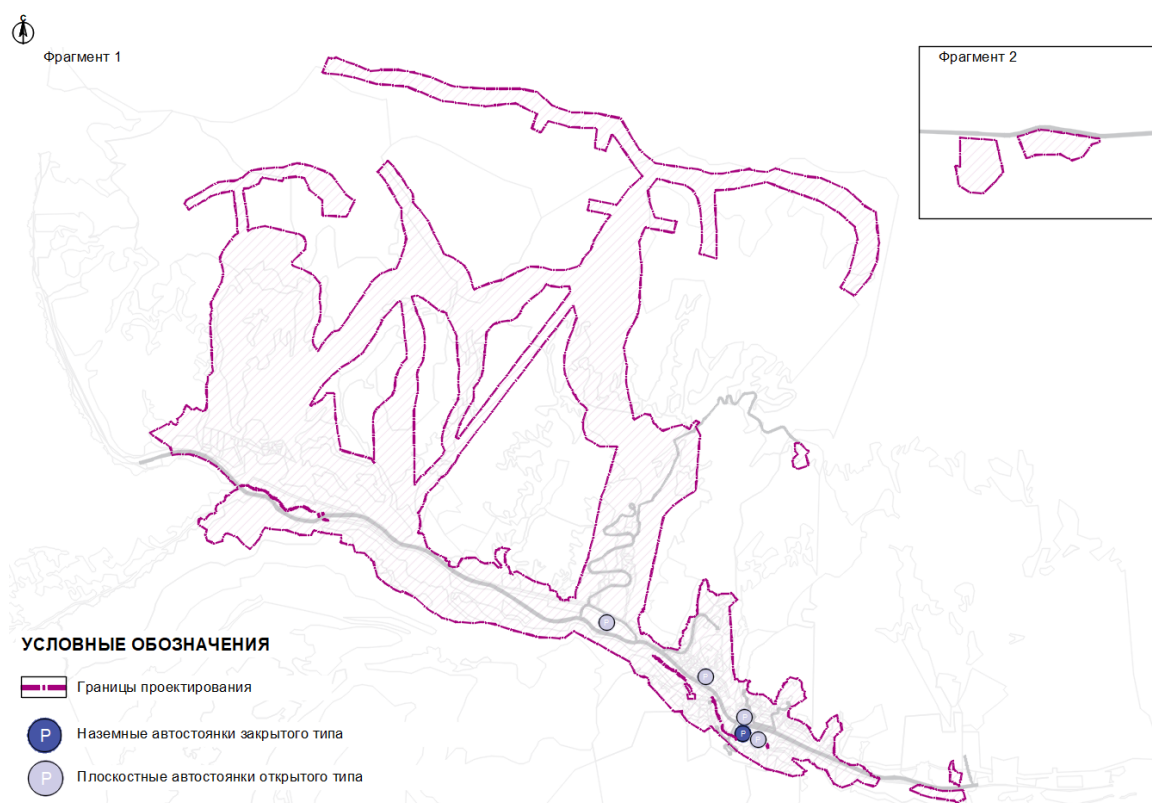 С
Фрагмент 1
Фрагмент 2
P
P
P
P
P
УСЛОВНЫЕ ОБОЗНАЧЕНИЯ
Границы проектирования
P Наземные автостоянки закрытого типа
P Плоскостные автостоянки открытого типа